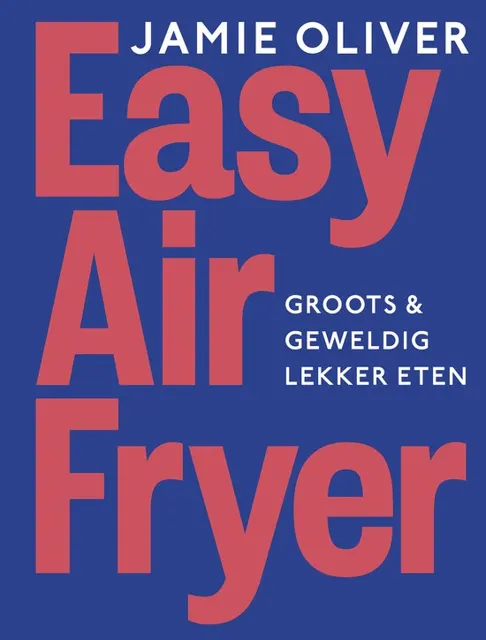 JAMIE OLIVER
Easy
Air
GROOTS &
GEWELDIG
LEKKER ETEN
Fryer